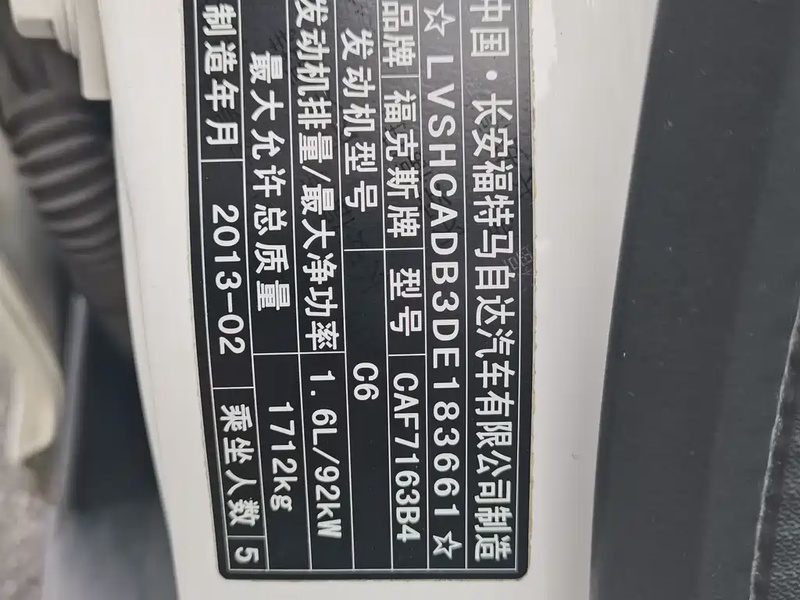 中国·长安福特马自达汽车有限公司制造
☆LVSHCADB3DE183661☆
品牌 福克斯牌 型号 CAF7163B4
发动机型号 C6
发动机排量/最大净功率 1.6L/92kW
最大允许总质量 1712kg
制造年月 2013-02 乘坐人数 5